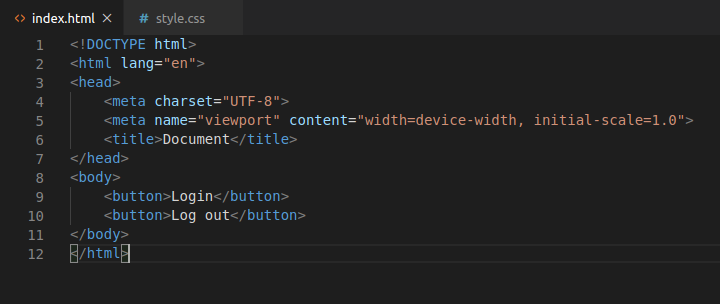 index.html × # style.css
1 <!DOCTYPE html>
2 <html lang="en">
3 <head>
4     <meta charset="UTF-8">
5     <meta name="viewport" content="width=device-width, initial-scale=1.0">
6     <title>Document</title>
7 </head>
8 <body>
9     <button>Login</button>
10     <button>Log out</button>
11 </body>
12 </html>